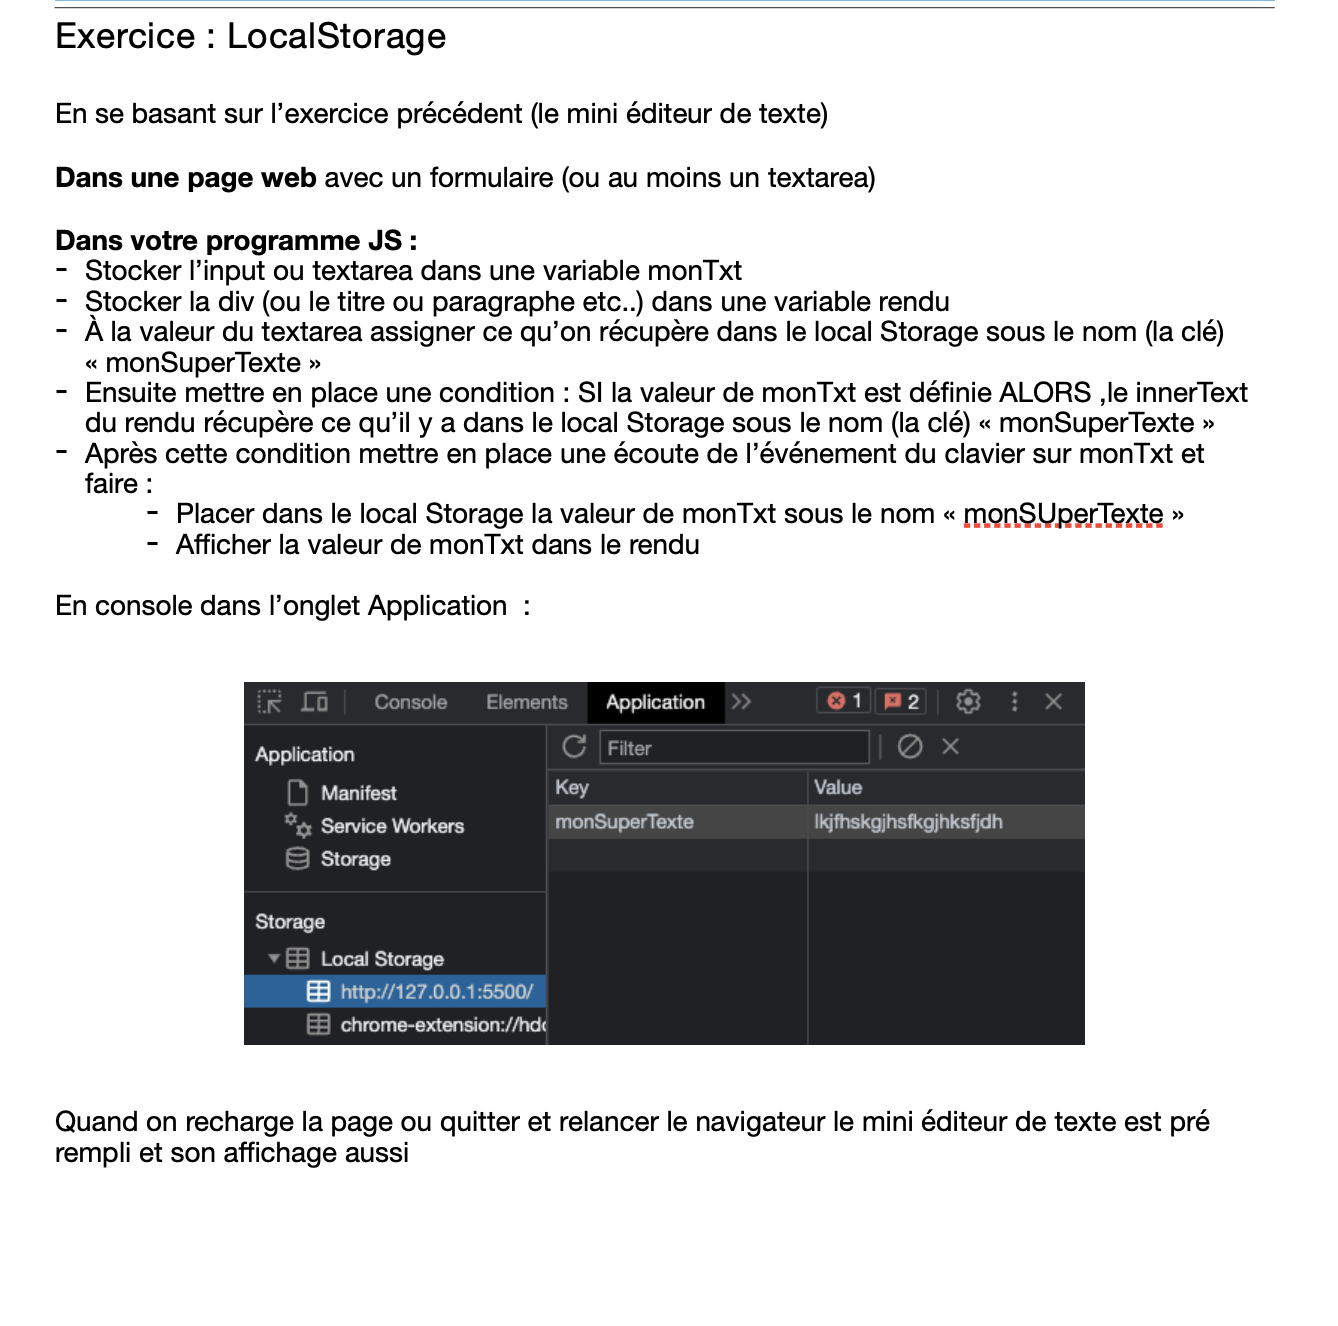 Exercice : LocalStorage
En se basant sur l’exercice précédent (le mini éditeur de texte)
Dans une page web avec un formulaire (ou au moins un textarea)
Dans votre programme JS :
- Stocker l’input ou textarea dans une variable monTxt
- Stocker la div (ou le titre ou paragraphe etc..) dans une variable rendu
- À la valeur du textarea assigner ce qu’on récupère dans le local Storage sous le nom (la clé)
« monSuperTexte »
- Ensuite mettre en place une condition : SI la valeur de monTxt est définie ALORS ,le innerText
du rendu récupère ce qu’il y a dans le local Storage sous le nom (la clé) « monSuperTexte »
- Après cette condition mettre en place une écoute de l’événement du clavier sur monTxt et
faire :
- Placer dans le local Storage la valeur de monTxt sous le nom « monSUperTexte »
- Afficher la valeur de monTxt dans le rendu
En console dans l’onglet Application :
Console Elements Application 1 2
Application
Filter
Manifest
Key Value
Service Workers
monSuperTexte lkjfhskgjhsfkgjhksfjdh
Storage
Storage
Local Storage
http://127.0.0.1:5500/
chrome-extension://hdc
Quand on recharge la page ou quitter et relancer le navigateur le mini éditeur de texte est pré
rempli et son affichage aussi